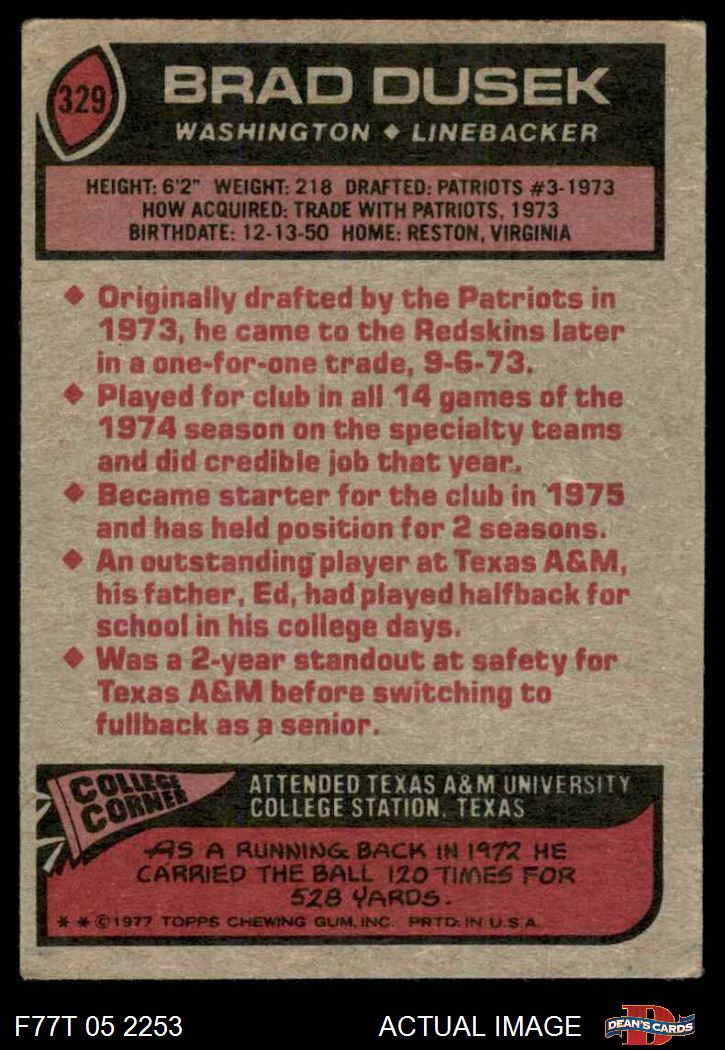 329
BRAD DUSEK
WASHINGTON ◆ LINEBACKER
HEIGHT: 6'2" WEIGHT: 218 DRAFTED: PATRIOTS #3-1973
HOW ACQUIRED: TRADE WITH PATRIOTS, 1973
BIRTHDATE: 12-13-50 HOME: RESTON, VIRGINIA
◆ Originally drafted by the Patriots in
1973, he came to the Redskins later
in a one-for-one trade, 9-6-73.
◆ Played for club in all 14 games of the
1974 season on the specialty teams
and did credible job that year.
◆ Became starter for the club in 1975
and has held position for 2 seasons.
◆ An outstanding player at Texas A&M,
his father, Ed, had played halfback for
school in his college days.
◆ Was a 2-year standout at safety for
Texas A&M before switching to
fullback as a senior.
COLLEGE
CORNER
ATTENDED TEXAS A&M UNIVERSITY
COLLEGE STATION, TEXAS
AS A RUNNING BACK IN 1972 HE
CARRIED THE BALL 120 TIMES FOR
528 YARDS.
* * © 1977 TOPPS CHEWING GUM, INC. PRTD. IN U.S.A.
F77T 05 2253
ACTUAL IMAGE
D
DEAN'S CARDS